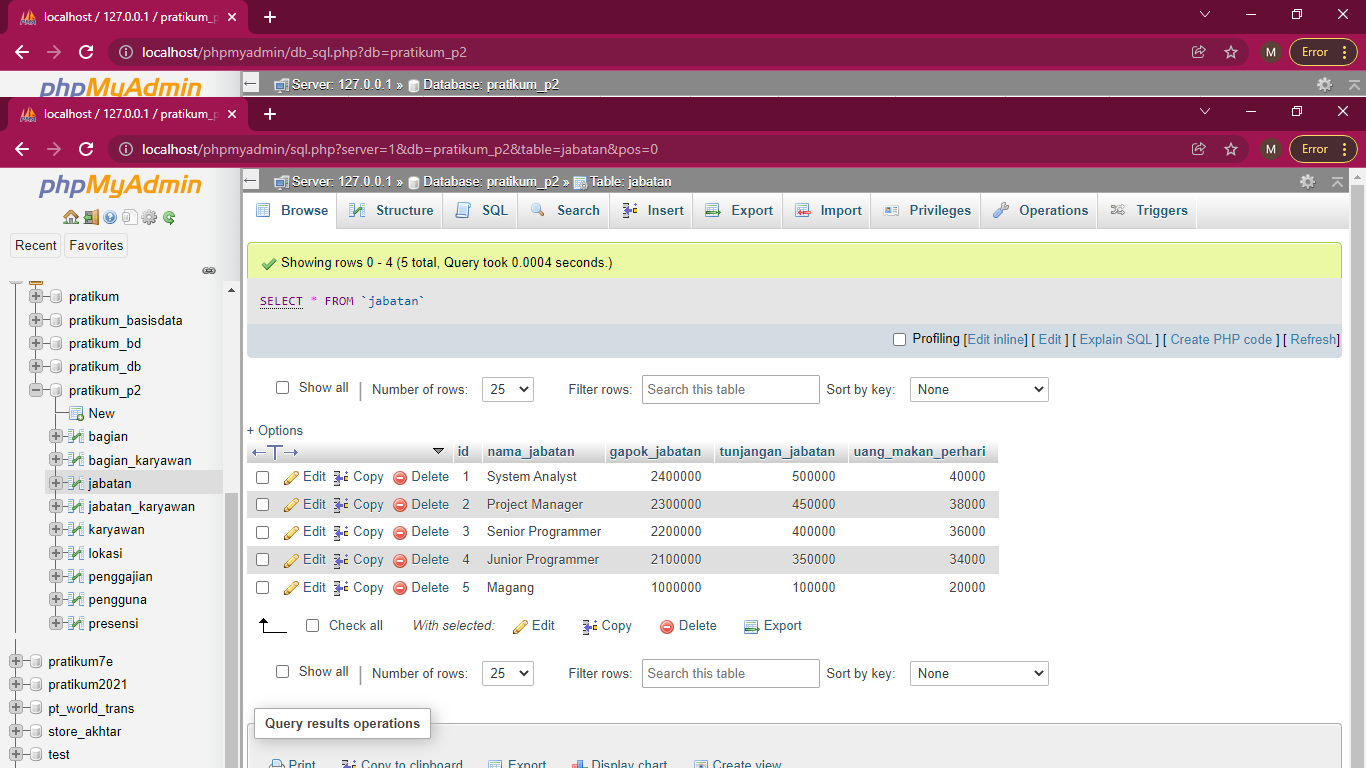 localhost / 127.0.0.1 / pratikum_p
localhost/phpmyadmin/db_sql.php?db=pratikum_p2
M
Error
phpMyAdmin
Server: 127.0.0.1 » Database: pratikum_p2
localhost / 127.0.0.1 / pratikum_p
localhost/phpmyadmin/sql.php?server=1&db=pratikum_p2&table=jabatan&pos=0
M
Error
phpMyAdmin
Recent Favorites
pratikum
pratikum_basisdata
pratikum_bd
pratikum_db
pratikum_p2
New
bagian
bagian_karyawan
jabatan
jabatan_karyawan
karyawan
lokasi
penggajian
pengguna
presensi
pratikum7e
pratikum2021
pt_world_trans
store_akhtar
test
Server: 127.0.0.1 » Database: pratikum_p2 » Table: jabatan
Browse Structure SQL Search Insert Export Import Privileges Operations Triggers
Showing rows 0 - 4 (5 total, Query took 0.0004 seconds.)
SELECT * FROM `jabatan`
Profiling [Edit inline] [ Edit ] [ Explain SQL ] [ Create PHP code ] [ Refresh]
Show all | Number of rows: 25 Filter rows: Search this table Sort by key: None
+ Options
id nama_jabatan gapok_jabatan tunjangan_jabatan uang_makan_perhari
Edit Copy Delete 1 System Analyst 2400000 500000 40000
Edit Copy Delete 2 Project Manager 2300000 450000 38000
Edit Copy Delete 3 Senior Programmer 2200000 400000 36000
Edit Copy Delete 4 Junior Programmer 2100000 350000 34000
Edit Copy Delete 5 Magang 1000000 100000 20000
Check all With selected: Edit Copy Delete Export
Show all | Number of rows: 25 Filter rows: Search this table Sort by key: None
Query results operations
Print Copy to clipboard Export Display chart Create view